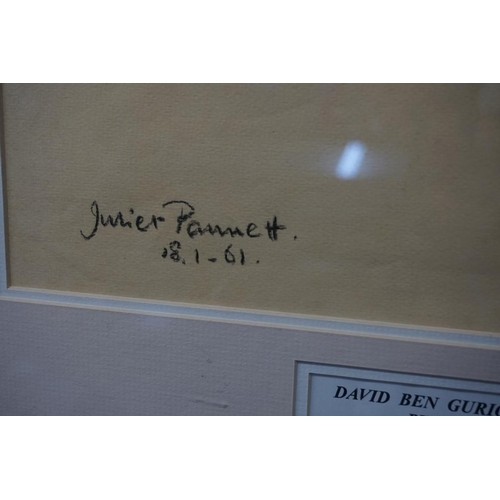 Juliet Pannett.
18.1-61.
DAVID BEN GURIO